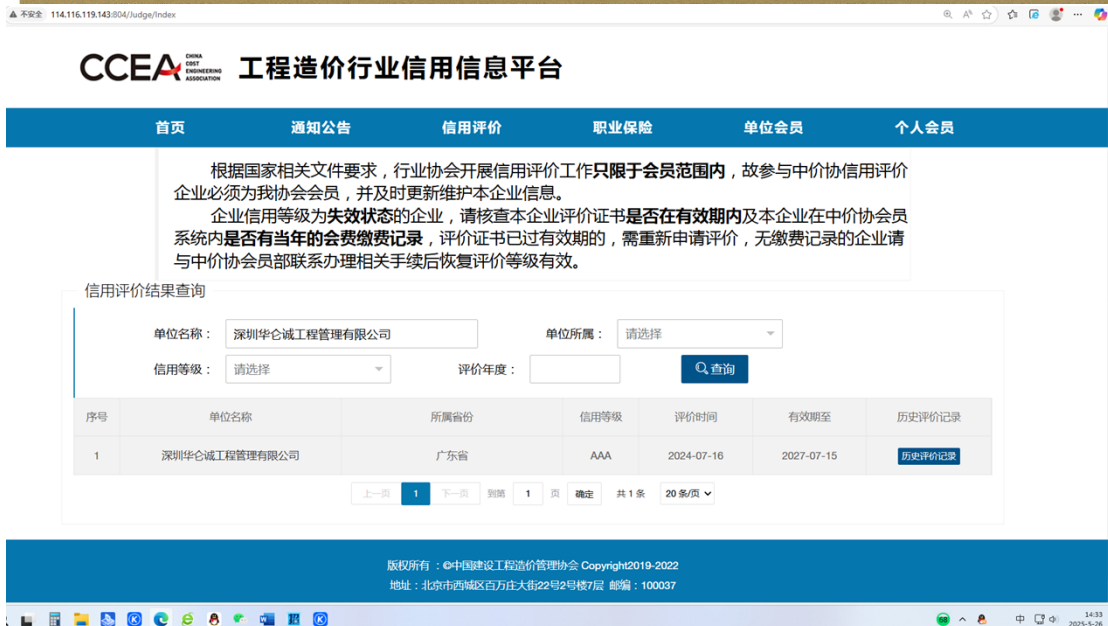 不安全 114.116.119.143:804/Judge/Index
CCEA CHINA COST ENGINEERING ASSOCIATION 工程造价行业信用信息平台
首页 通知公告 信用评价 职业保险 单位会员 个人会员
根据国家相关文件要求，行业协会开展信用评价工作只限于会员范围内，故参与中价协信用评价
企业必须为我协会会员，并及时更新维护本企业信息。
企业信用等级为失效状态的企业，请核查本企业评价证书是否在有效期内及本企业在中价协会员
系统内是否有当年的会费缴费记录，评价证书已过有效期的，需重新申请评价，无缴费记录的企业请
与中价协会员部联系办理相关手续后恢复评价等级有效。
信用评价结果查询
单位名称： 深圳华仑诚工程管理有限公司 单位所属： 请选择
信用等级： 请选择 评价年度： 查询
序号 单位名称 所属省份 信用等级 评价时间 有效期至 历史评价记录
1 深圳华仑诚工程管理有限公司 广东省 AAA 2024-07-16 2027-07-15 历史评价记录
上一页 1 下一页 到第 1 页 确定 共 1 条 20 条/页
版权所有 ：©中国建设工程造价管理协会 Copyright2019-2022
地址：北京市西城区百万庄大街22号2号楼7层 邮编：100037
中 14:33
2025-5-26